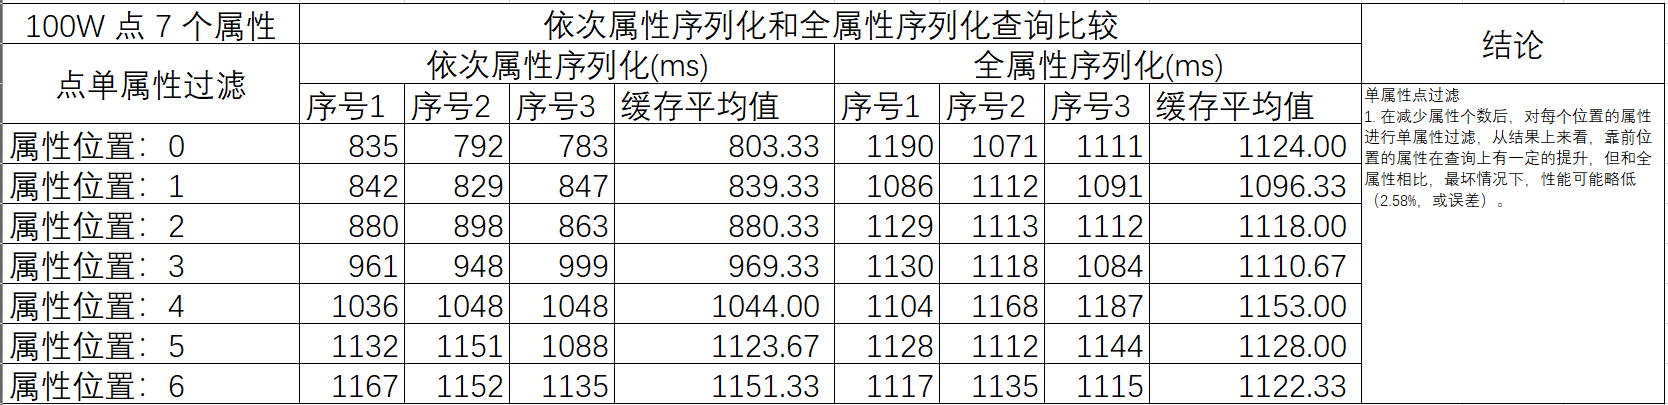 100W 点 7 个属性 依次属性序列化和全属性序列化查询比较 结论
点单属性过滤 依次属性序列化(ms) 全属性序列化(ms)
序号1 序号2 序号3 缓存平均值 序号1 序号2 序号3 缓存平均值
属性位置：0 835 792 783 803.33 1190 1071 1111 1124.00
属性位置：1 842 829 847 839.33 1086 1112 1091 1096.33
属性位置：2 880 898 863 880.33 1129 1113 1112 1118.00
属性位置：3 961 948 999 969.33 1130 1118 1084 1110.67
属性位置：4 1036 1048 1048 1044.00 1104 1168 1187 1153.00
属性位置：5 1132 1151 1088 1123.67 1128 1112 1144 1128.00
属性位置：6 1167 1152 1135 1151.33 1117 1135 1115 1122.33
单属性点过滤
1. 在减少属性个数后，对每个位置的属性
进行单属性过滤，从结果上来看，靠前位
置的属性在查询上有一定的提升，但和全
属性相比，最坏情况下，性能可能略低
（2.58%，或误差）。